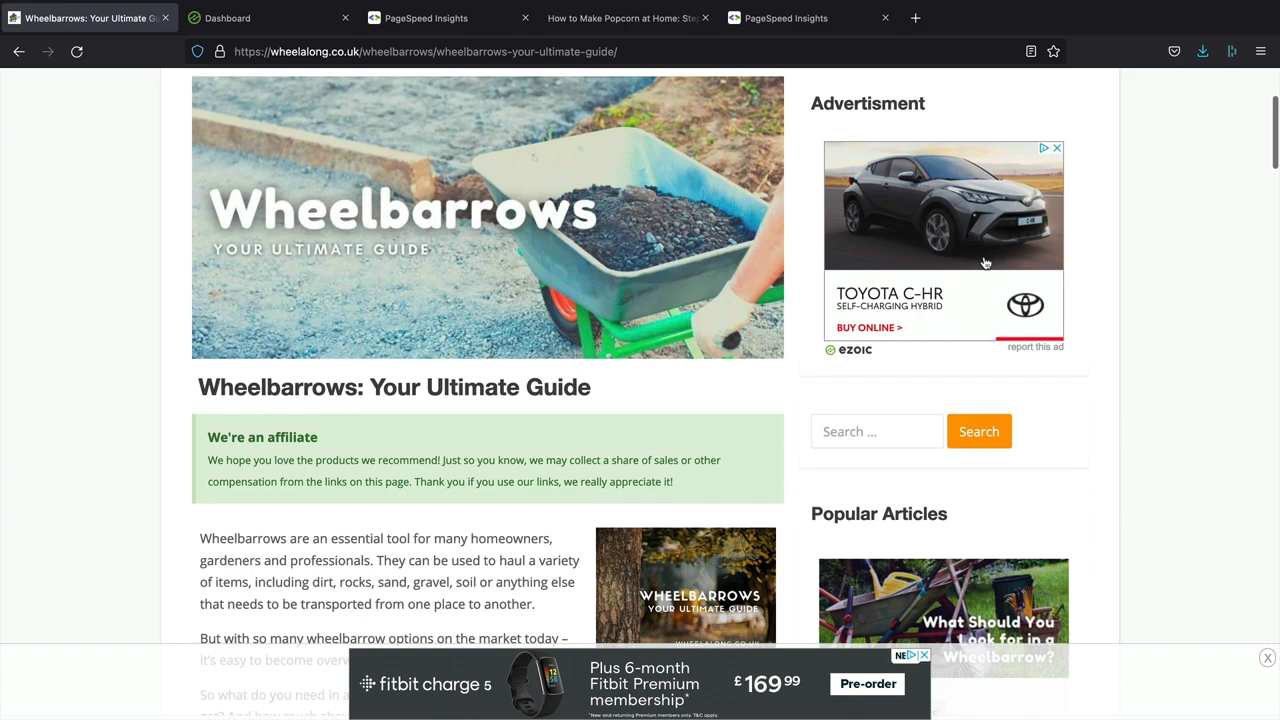 Wheelbarrows: Your Ultimate Gu
Dashboard
PageSpeed Insights
How to Make Popcorn at Home: Ste
PageSpeed Insights
https://wheelalong.co.uk/wheelbarrows/wheelbarrows-your-ultimate-guide/
Wheelbarrows
YOUR ULTIMATE GUIDE
Wheelbarrows: Your Ultimate Guide
We're an affiliate
We hope you love the products we recommend! Just so you know, we may collect a share of sales or other
compensation from the links on this page. Thank you if you use our links, we really appreciate it!
Wheelbarrows are an essential tool for many homeowners,
gardeners and professionals. They can be used to haul a variety
of items, including dirt, rocks, sand, gravel, soil or anything else
that needs to be transported from one place to another.
But with so many wheelbarrow options on the market today –
it's easy to become overw
So what do you need in a
WHEELBARROWS
YOUR ULTIMATE GUIDE
WHEELALONG.CO.UK
Advertisment
C-HR
TOYOTA C-HR
SELF-CHARGING HYBRID
BUY ONLINE >
ezoic
report this ad
Search ...
Search
Popular Articles
What Should You
Look for in a
Wheelbarrow?
fitbit charge 5
Plus 6-month
Fitbit Premium
membership*
*New and returning Premium members only. T&C apply.
£169.99
Pre-order